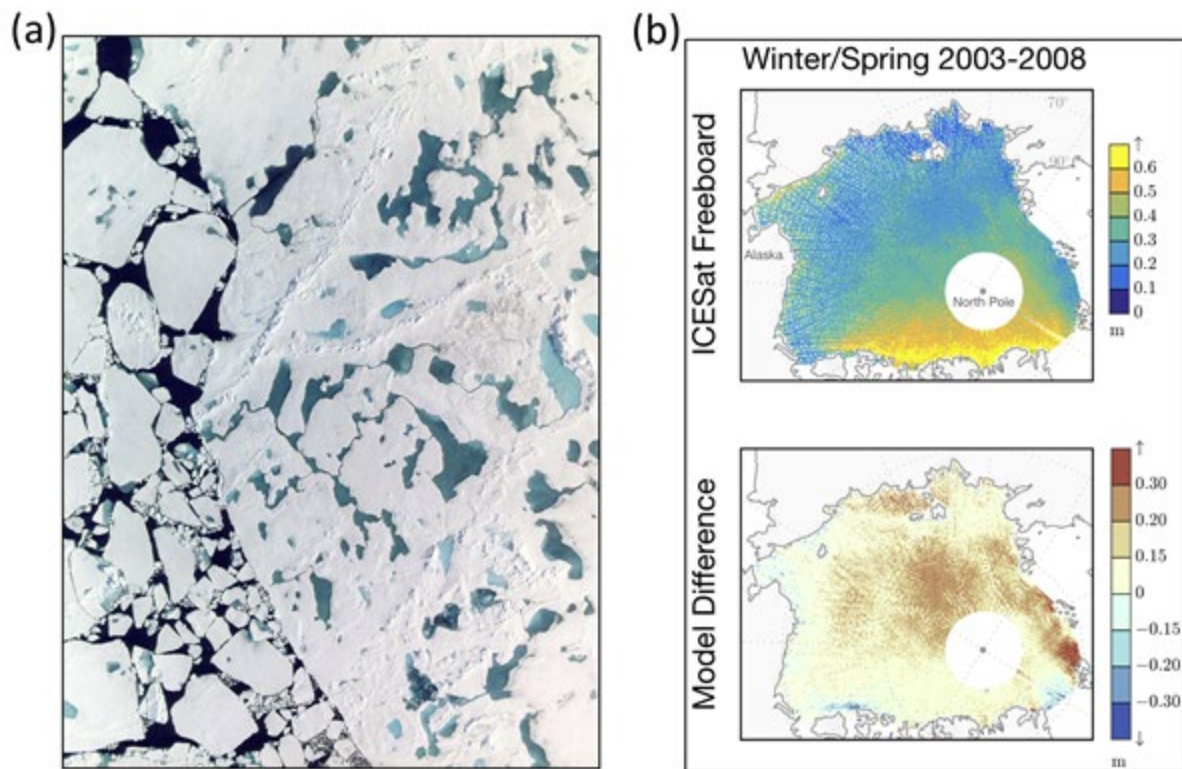 (a)
(b)
Winter/Spring 2003-2008
ICESat Freeboard
70°
90°
Alaska
North Pole
↑
0.6
0.5
0.4
0.3
0.2
0.1
0
m
Model Difference
↑
0.30
0.20
0.15
0
−0.15
−0.20
−0.30
↓
m